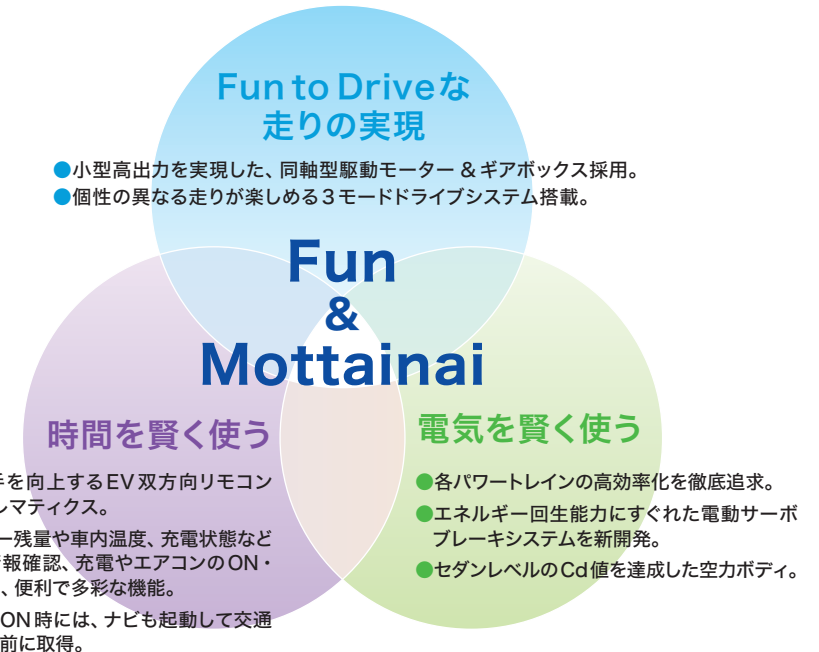 Fun to Driveな
走りの実現
●小型高出力を実現した、同軸型駆動モーター & ギアボックス採用。
●個性の異なる走りが楽しめる3モードドライブシステム搭載。
Fun
&
Mottainai
時間を賢く使う
を向上するEV双方向リモコン
レマティクス。
ー残量や車内温度、充電状態など
報確認、充電やエアコンのON・
、便利で多彩な機能。
ON時には、ナビも起動して交通
前に取得。
電気を賢く使う
●各パワートレインの高効率化を徹底追求。
●エネルギー回生能力にすぐれた電動サーボ
ブレーキシステムを新開発。
●セダンレベルのCd値を達成した空力ボディ。